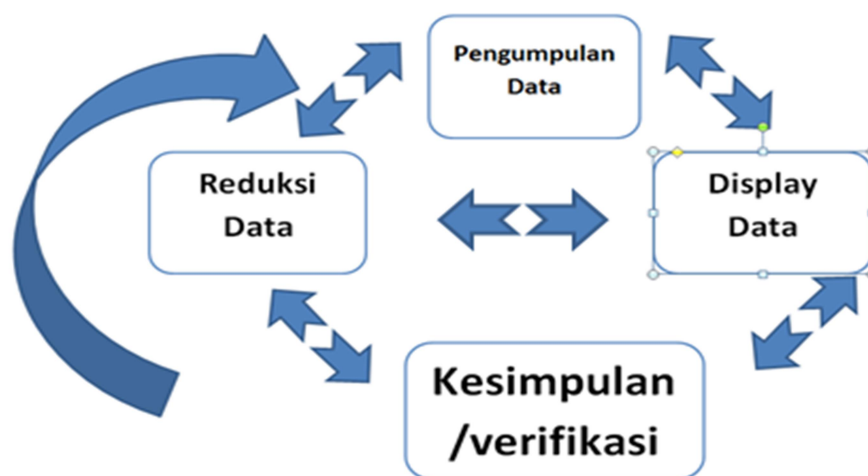 Pengumpulan
Data
Reduksi
Data
Display
Data
Kesimpulan
/verifikasi